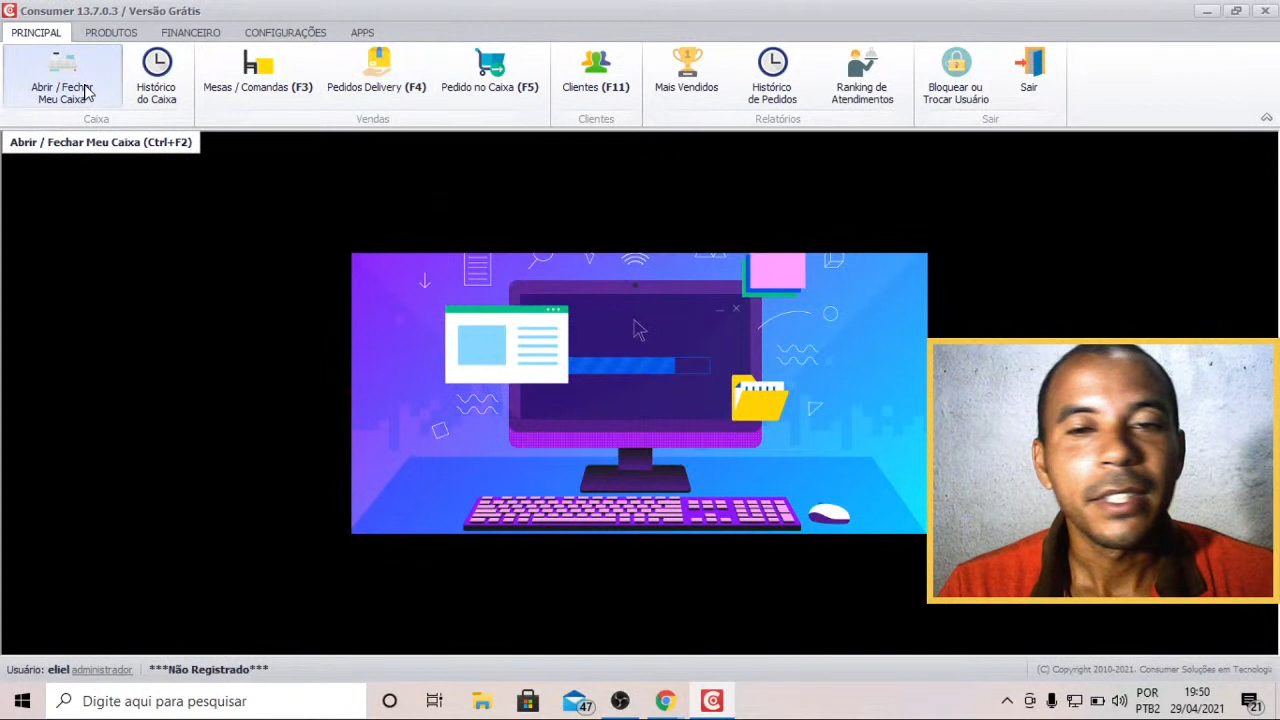 Consumer 13.7.0.3 / Versão Grátis
PRINCIPAL PRODUTOS FINANCEIRO CONFIGURAÇÕES APPS
Abrir / Fechar
Meu Caixa
Histórico
do Caixa
Mesas / Comandas (F3)
Pedidos Delivery (F4)
Pedido no Caixa (F5)
Clientes (F11)
Mais Vendidos
Histórico
de Pedidos
Ranking de
Atendimentos
Bloquear ou
Trocar Usuário
Sair
Caixa Vendas Clientes Relatórios Sair
Abrir / Fechar Meu Caixa (Ctrl+F2)
Usuário: eliel administrador ***Não Registrado*** (C) Copyright 2010-2021. Consumer Soluções em Tecnologi
Digite aqui para pesquisar
47
POR
PTB2
19:50
29/04/2021
21